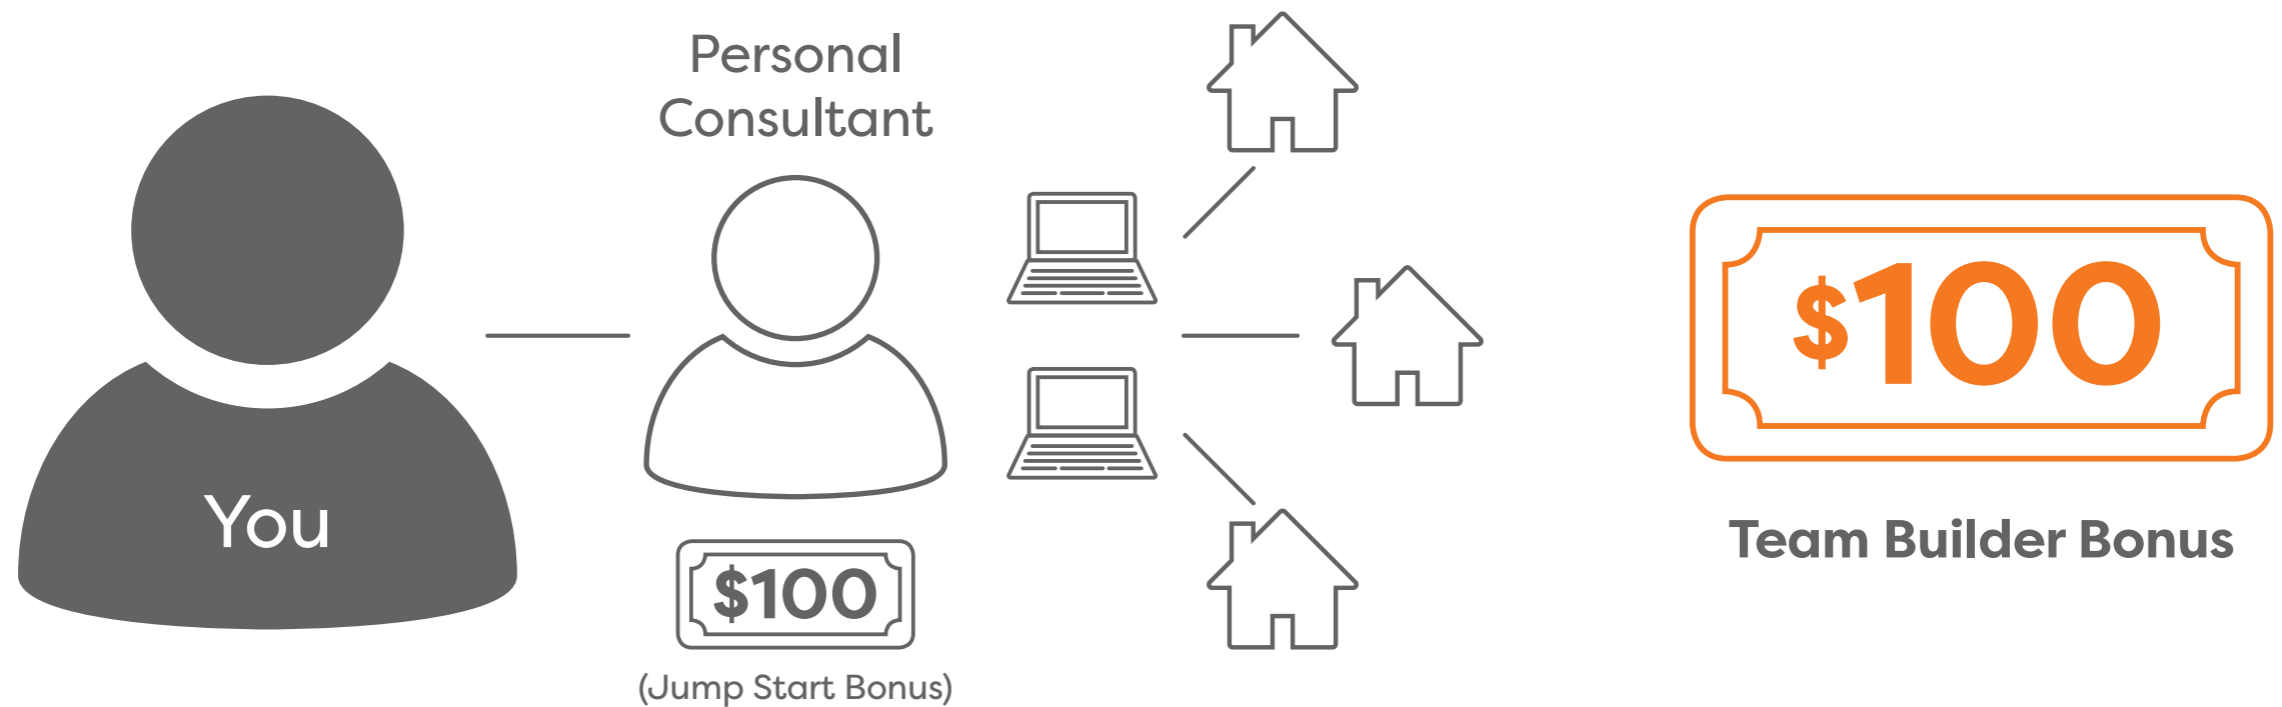 Personal
Consultant
You
$100
(Jump Start Bonus)
$100
Team Builder Bonus